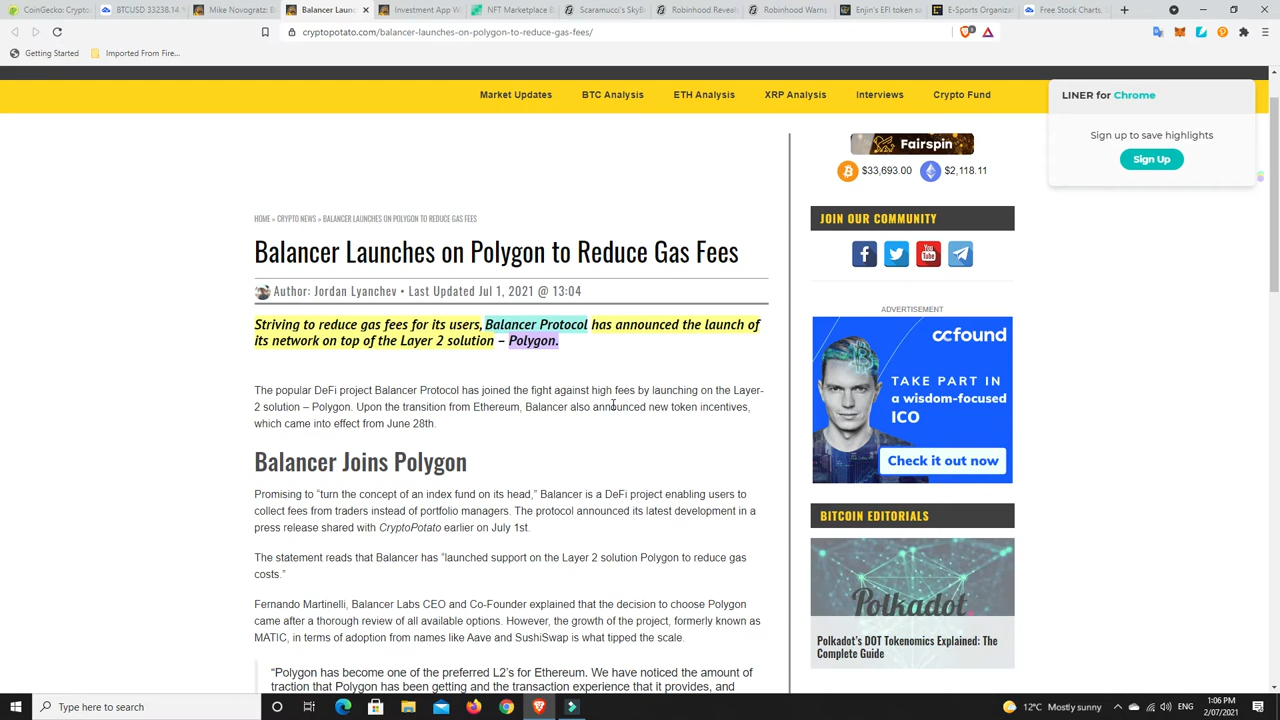 CoinGecko: Crypto
BTCUSD 33238.14
Mike Novogratz: B
Balancer Launc
Investment App W
NFT Marketplace B
Scaramucci's SkyB
Robinhood Reveal
Robinhood Warns
Enjin's EFI token sa
E-Sports Organizat
Free Stock Charts,
cryptopotato.com/balancer-launches-on-polygon-to-reduce-gas-fees/
Getting Started
Imported From Fire...
Market Updates
BTC Analysis
ETH Analysis
XRP Analysis
Interviews
Crypto Fund
LINER for Chrome
Sign up to save highlights
Sign Up
Fairspin
$33,693.00
$2,118.11
HOME » CRYPTO NEWS » BALANCER LAUNCHES ON POLYGON TO REDUCE GAS FEES
Balancer Launches on Polygon to Reduce Gas Fees
Author: Jordan Lyanchev • Last Updated Jul 1, 2021 @ 13:04
Striving to reduce gas fees for its users, Balancer Protocol has announced the launch of
its network on top of the Layer 2 solution – Polygon.
The popular DeFi project Balancer Protocol has joined the fight against high fees by launching on the Layer-
2 solution – Polygon. Upon the transition from Ethereum, Balancer also announced new token incentives,
which came into effect from June 28th.
Balancer Joins Polygon
Promising to “turn the concept of an index fund on its head,” Balancer is a DeFi project enabling users to
collect fees from traders instead of portfolio managers. The protocol announced its latest development in a
press release shared with CryptoPotato earlier on July 1st.
The statement reads that Balancer has “launched support on the Layer 2 solution Polygon to reduce gas
costs.”
Fernando Martinelli, Balancer Labs CEO and Co-Founder explained that the decision to choose Polygon
came after a thorough review of all available options. However, the growth of the project, formerly known as
MATIC, in terms of adoption from names like Aave and SushiSwap is what tipped the scale.
“Polygon has become one of the preferred L2’s for Ethereum. We have noticed the amount of
traction that Polygon has been getting and the transaction experience that it provides, and
JOIN OUR COMMUNITY
You
Tube
ADVERTISEMENT
ccfound
TAKE PART IN
a wisdom-focused
ICO
Check it out now
BITCOIN EDITORIALS
Polkadot.
Polkadot's DOT Tokenomics Explained: The
Complete Guide
Type here to search
12°C Mostly sunny
ENG
1:06 PM
2/07/2021